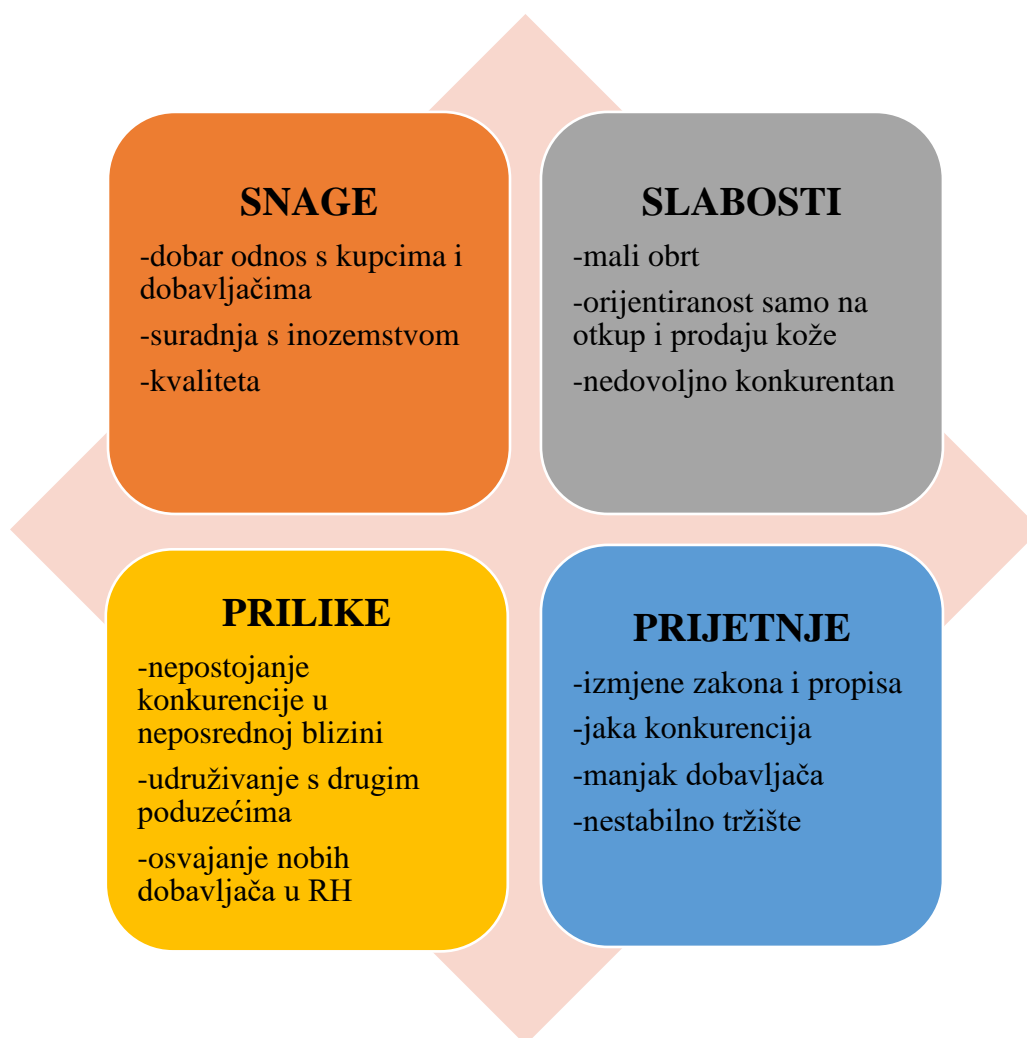 SNAGE
-dobar odnos s kupcima i
dobavljačima
-suradnja s inozemstvom
-kvaliteta
SLABOSTI
-mali obrt
-orijentiranost samo na
otkup i prodaju kože
-nedovoljno konkurentan
PRILIKE
-nepostojanje
konkurencije u
neposrednoj blizini
-udruživanje s drugim
poduzećima
-osvajanje nobih
dobavljača u RH
PRIJETNJE
-izmjene zakona i propisa
-jaka konkurencija
-manjak dobavljača
-nestabilno tržište